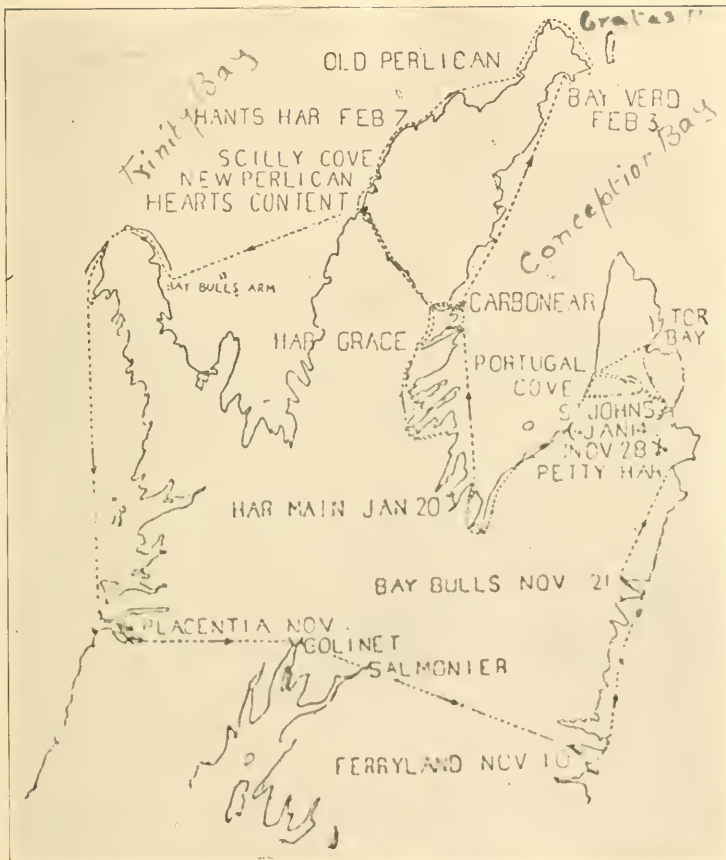 Grates
OLD PERLICAN
Trinity Bay
BAY VERD
FEB 3
HANTS HAR FEB 7
SCILLY COVE
NEW PERLICAN
HEARTS CONTENT
Conception Bay
BAY BULLS ARM
CARBONEAR
HAR GRACE
TOR
BAY
PORTUGAL
COVE
ST JOHNS
JAN 14
NOV 28
PETTY HAR
HAR MAIN JAN 20
BAY BULLS NOV 21
PLACENTIA NOV
COLINET
SALMONIER
FERRYLAND NOV 10